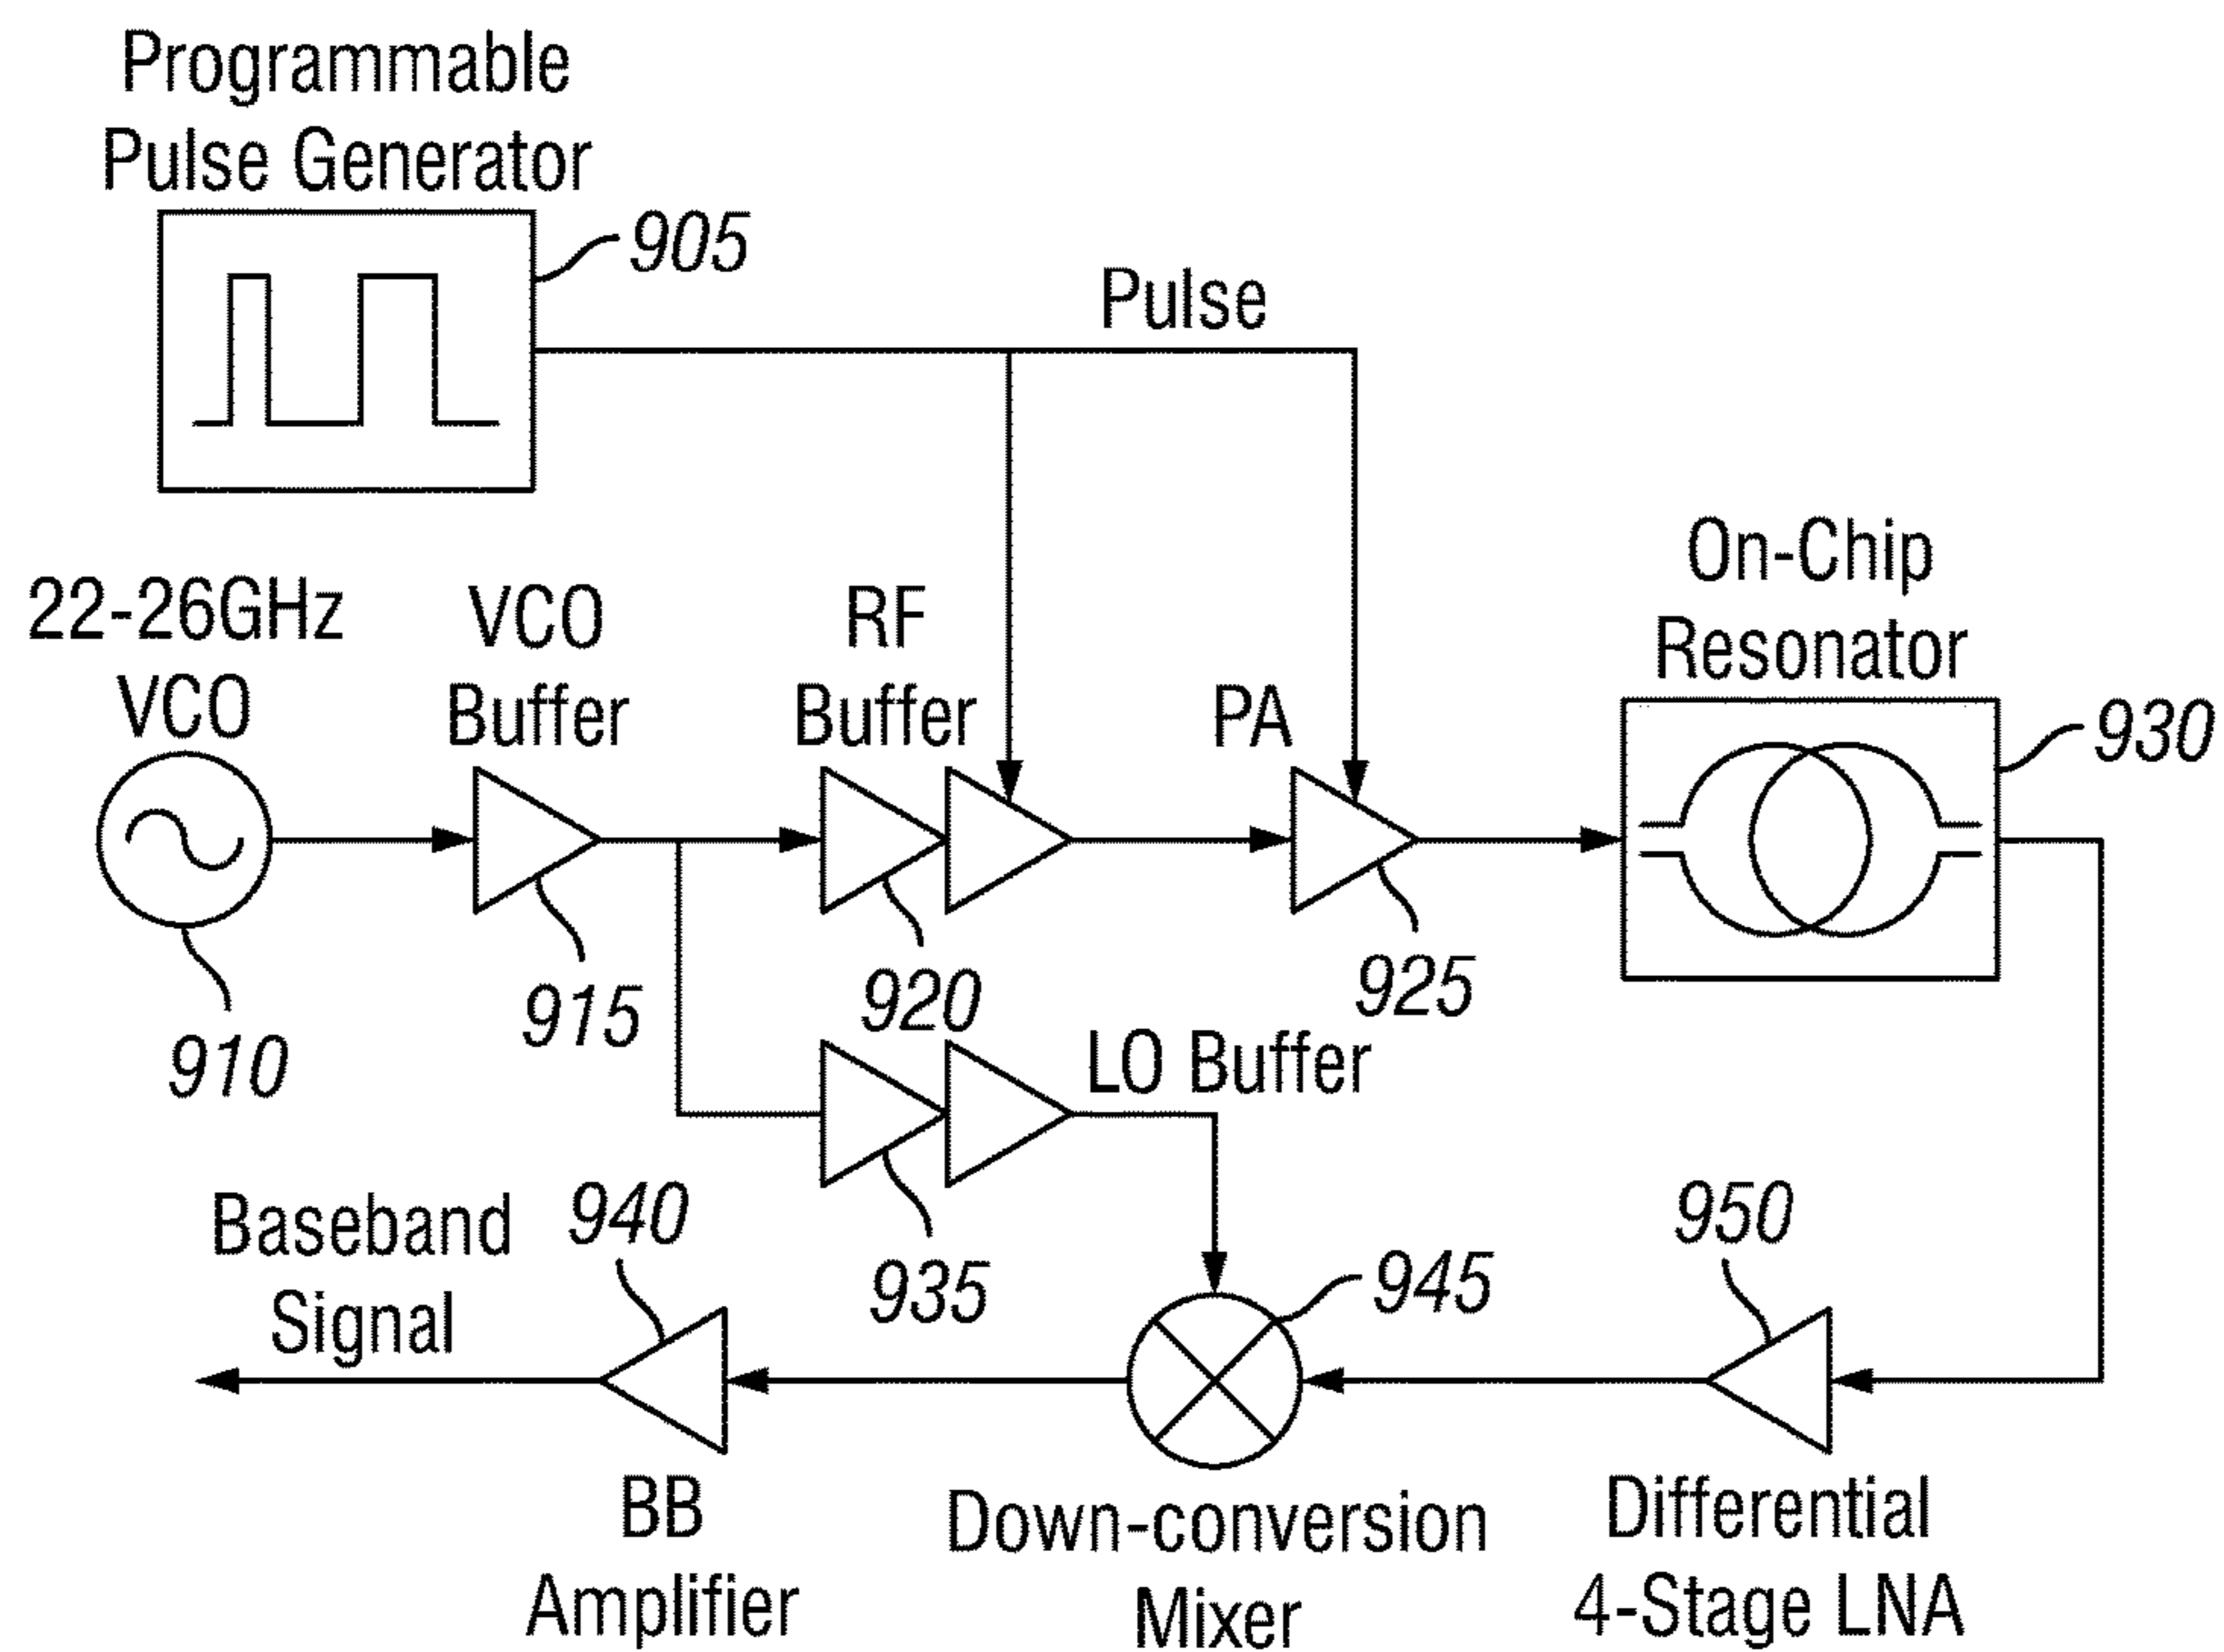 Programmable
Pulse Generator
905
Pulse
22-26GHz
VCO
910
VCO
Buffer
915
RF
Buffer
920
PA
925
On-Chip
Resonator
930
LO Buffer
935
Baseband
Signal
940
BB
Amplifier
945
Down-conversion
Mixer
950
Differential
4-Stage LNA